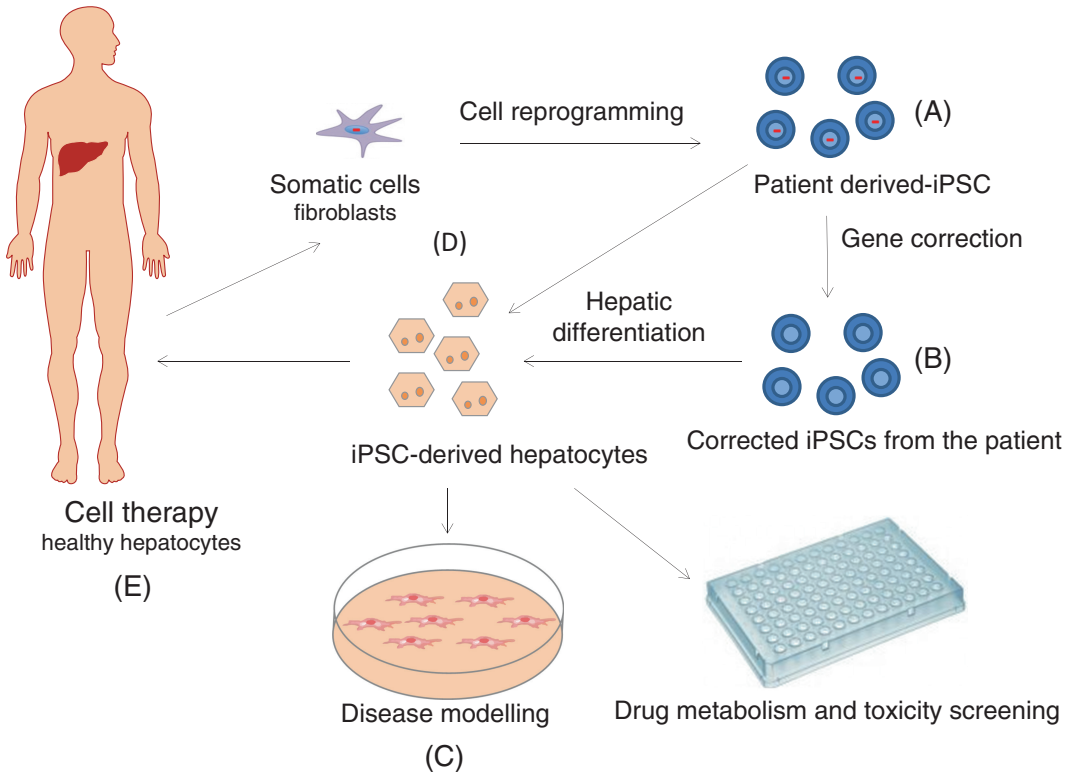 Cell reprogramming
(A)
Somatic cells
fibroblasts
Patient derived-iPSC
(D)
Gene correction
Hepatic
differentiation
(B)
iPSC-derived hepatocytes
Corrected iPSCs from the patient
Cell therapy
healthy hepatocytes
(E)
Disease modelling
(C)
Drug metabolism and toxicity screening